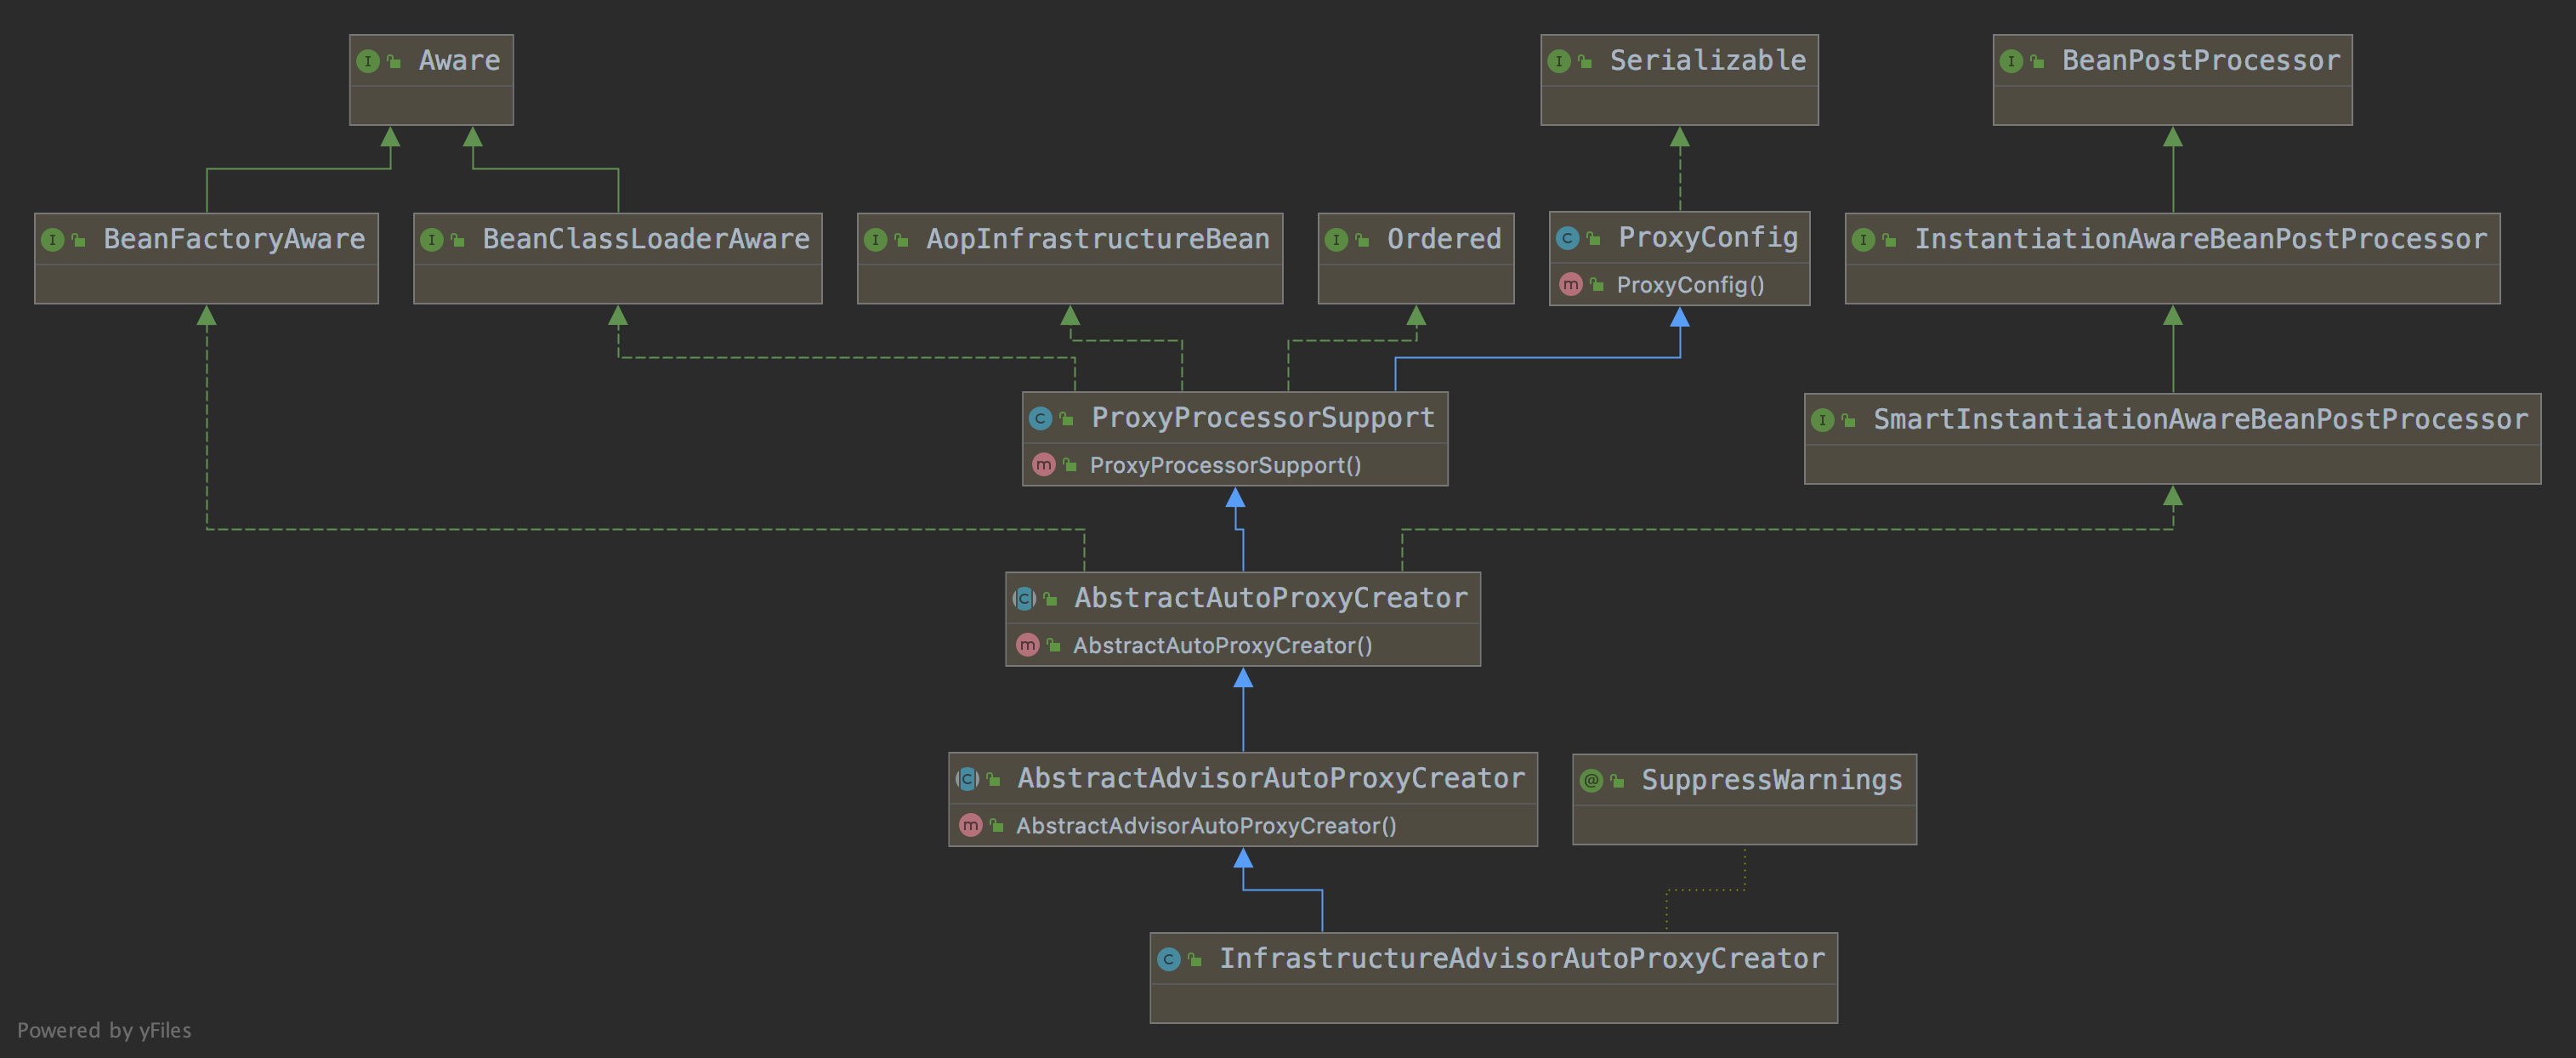 Aware
Serializable
BeanPostProcessor
BeanFactoryAware
BeanClassLoaderAware
AopInfrastructureBean
Ordered
ProxyConfig
ProxyConfig()
InstantiationAwareBeanPostProcessor
ProxyProcessorSupport
ProxyProcessorSupport()
SmartInstantiationAwareBeanPostProcessor
AbstractAutoProxyCreator
AbstractAutoProxyCreator()
AbstractAdvisorAutoProxyCreator
AbstractAdvisorAutoProxyCreator()
SuppressWarnings
InfrastructureAdvisorAutoProxyCreator
Powered by yFiles